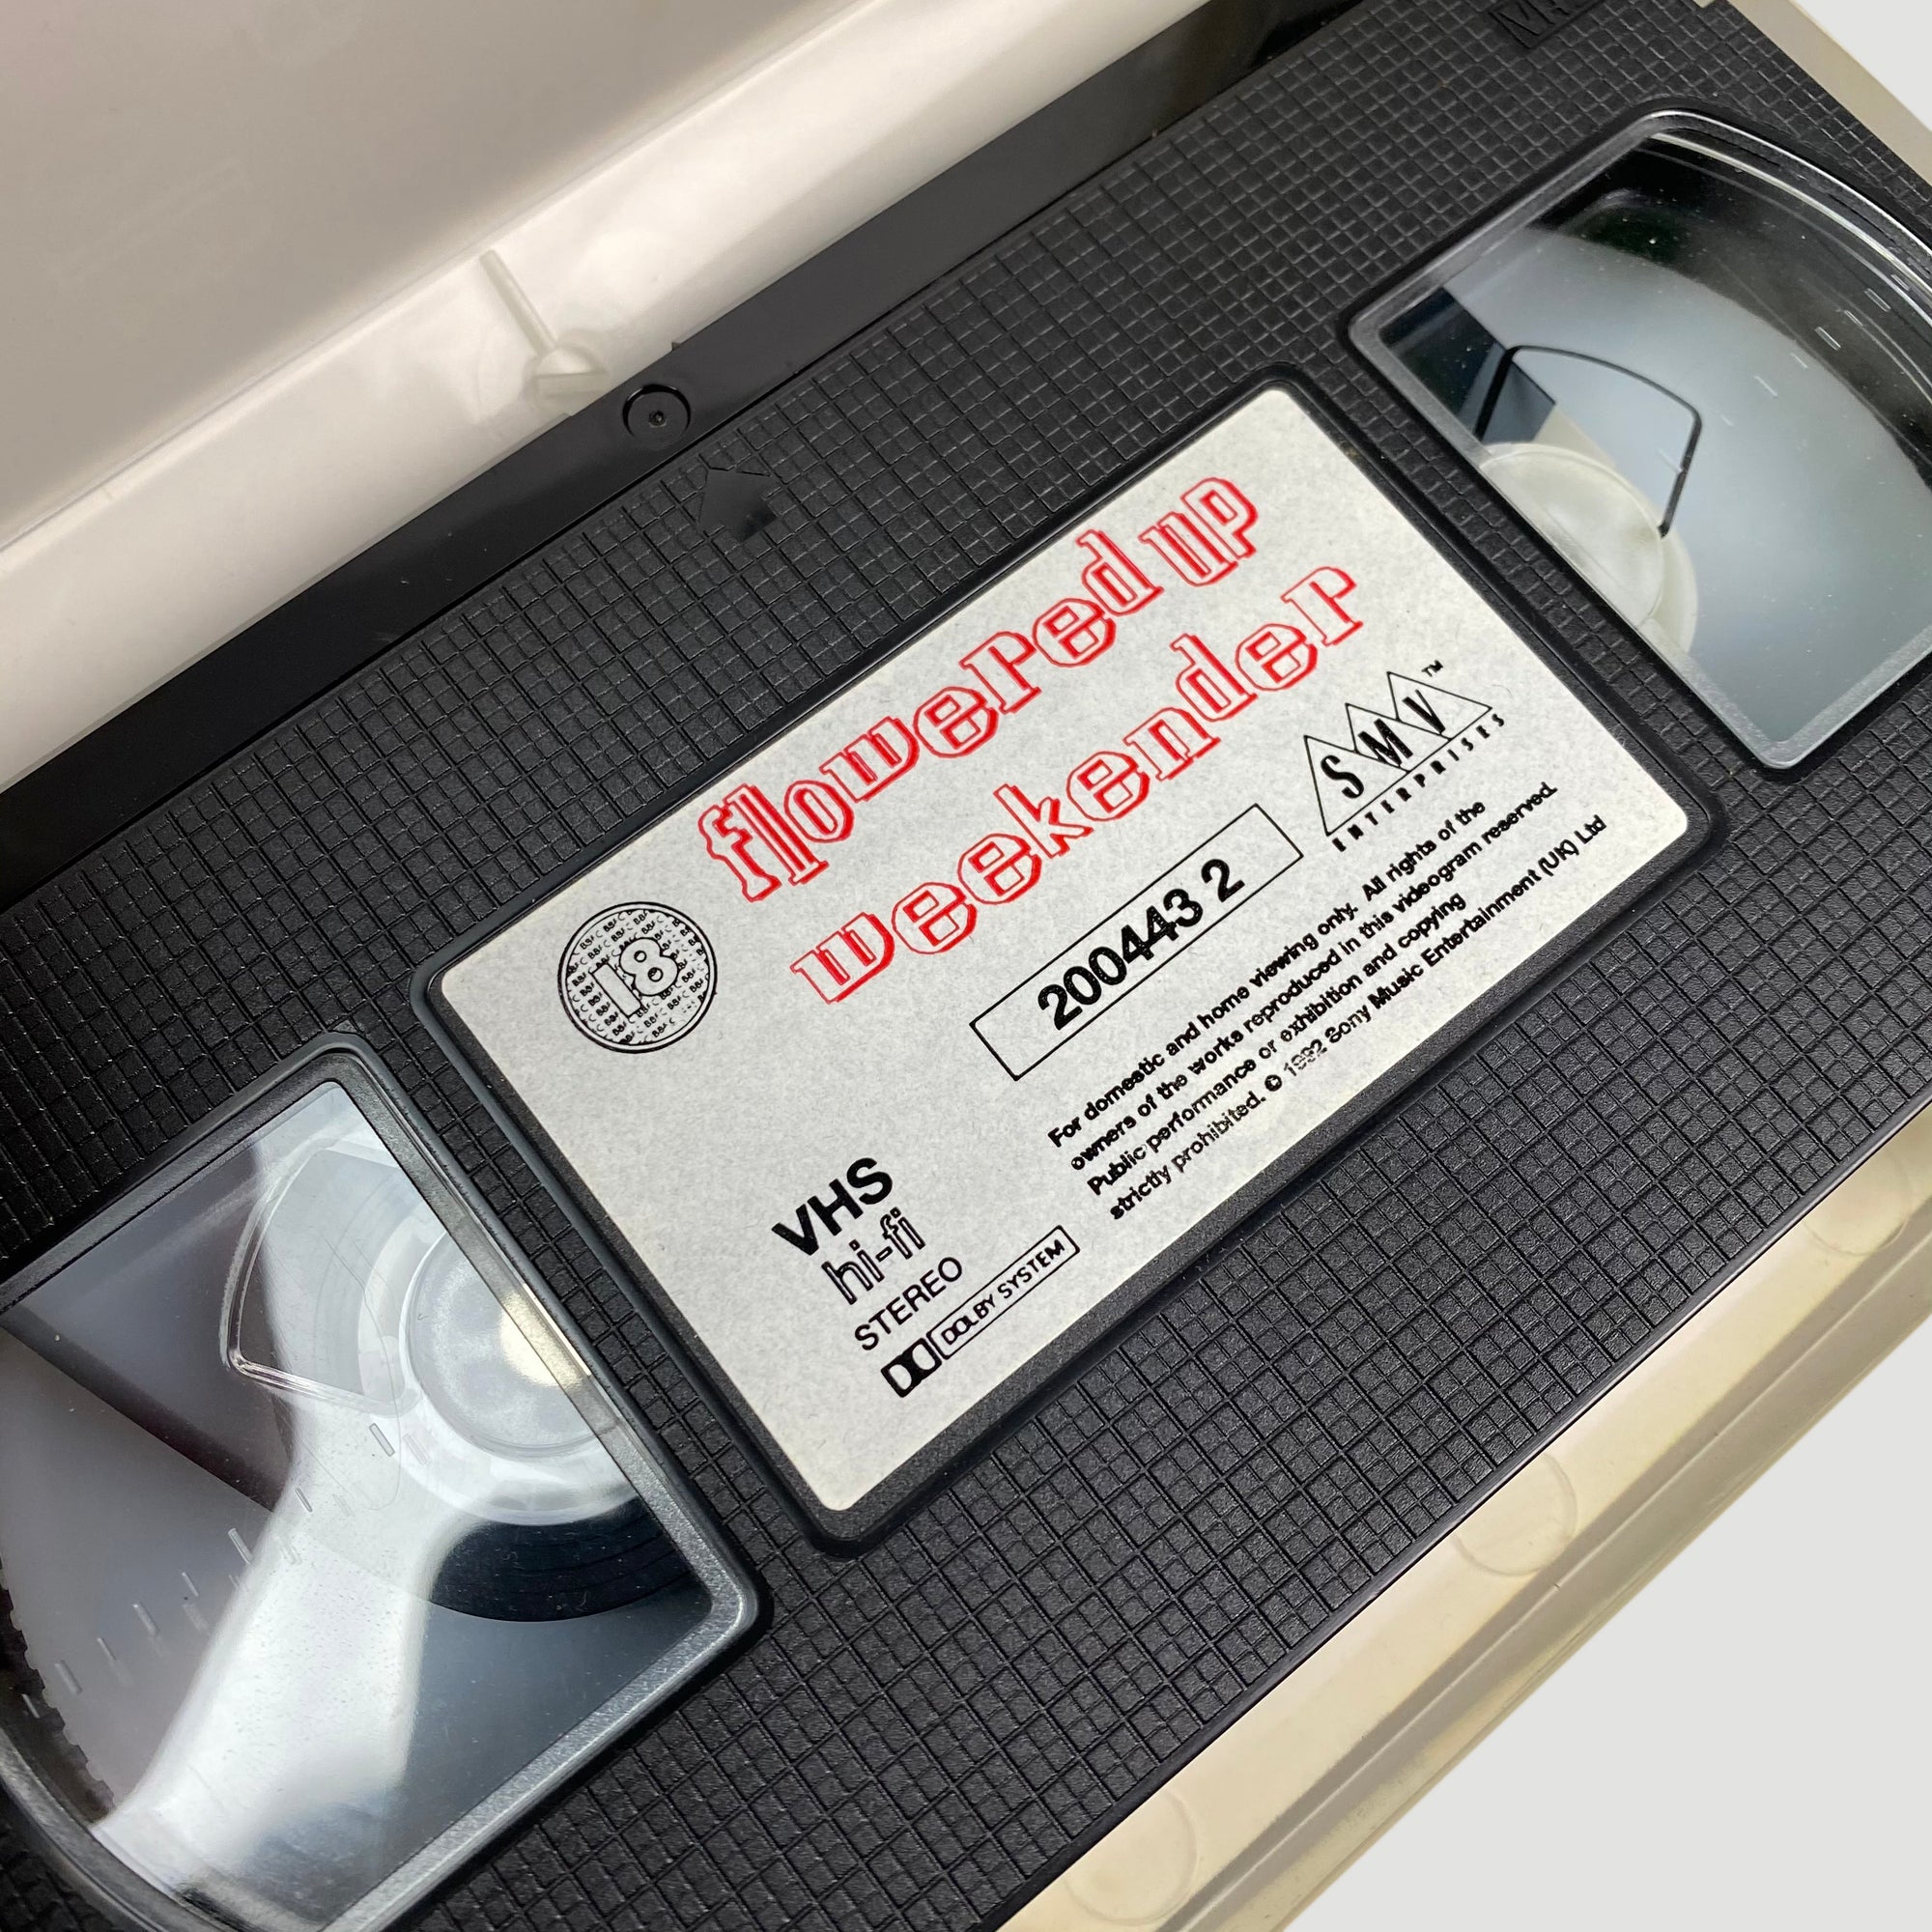 flowered up
weekender
18
SMV™
ENTERPRISES
200443 2
For domestic and home viewing only. All rights of the
owners of the works reproduced in this videogram reserved.
Public performance or exhibition and copying
strictly prohibited. © 1992 Sony Music Entertainment (UK) Ltd
VHS
hi-fi
STEREO
DOLBY SYSTEM